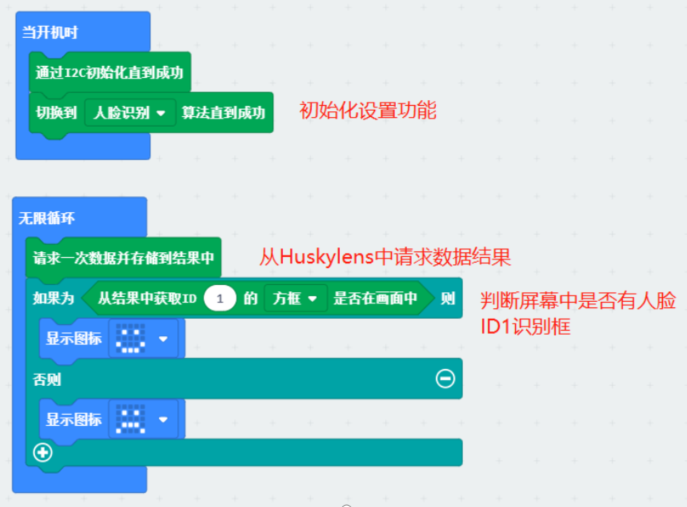 当开机时
通过I2C初始化直到成功
切换到 人脸识别 算法直到成功
初始化设置功能
无限循环
请求一次数据并存储到结果中
从Huskylens中请求数据结果
如果为 从结果中获取ID 1 的 方框 是否在画面中 则
判断屏幕中是否有人脸
ID1识别框
显示图标
否则
显示图标